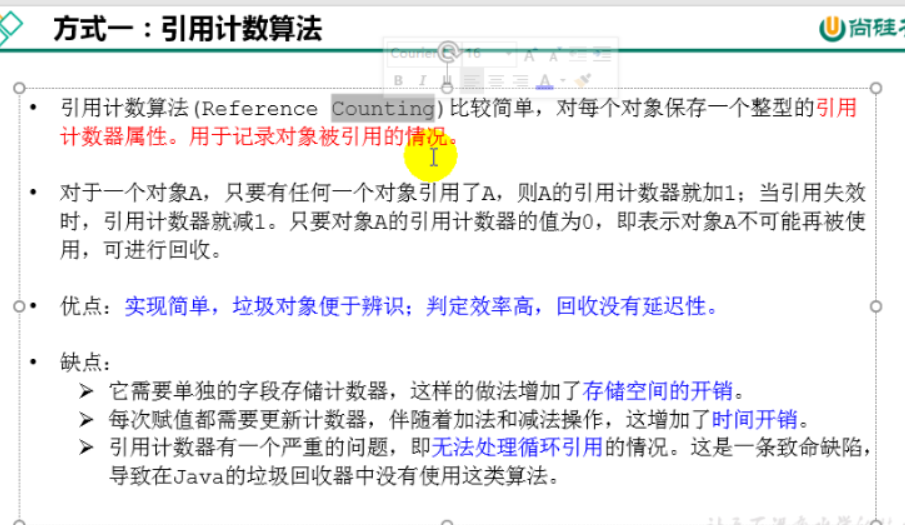 方式一：引用计数算法
尚硅
Courier 16
B I U A
• 引用计数算法(Reference Counting)比较简单，对每个对象保存一个整型的引用
计数器属性。用于记录对象被引用的情况。
• 对于一个对象A，只要有任何一个对象引用了A，则A的引用计数器就加1；当引用失效
时，引用计数器就减1。只要对象A的引用计数器的值为0，即表示对象A不可能再被使
用，可进行回收。
• 优点：实现简单，垃圾对象便于辨识；判定效率高，回收没有延迟性。
• 缺点：
➢ 它需要单独的字段存储计数器，这样的做法增加了存储空间的开销。
➢ 每次赋值都需要更新计数器，伴随着加法和减法操作，这增加了时间开销。
➢ 引用计数器有一个严重的问题，即无法处理循环引用的情况。这是一条致命缺陷，
导致在Java的垃圾回收器中没有使用这类算法。